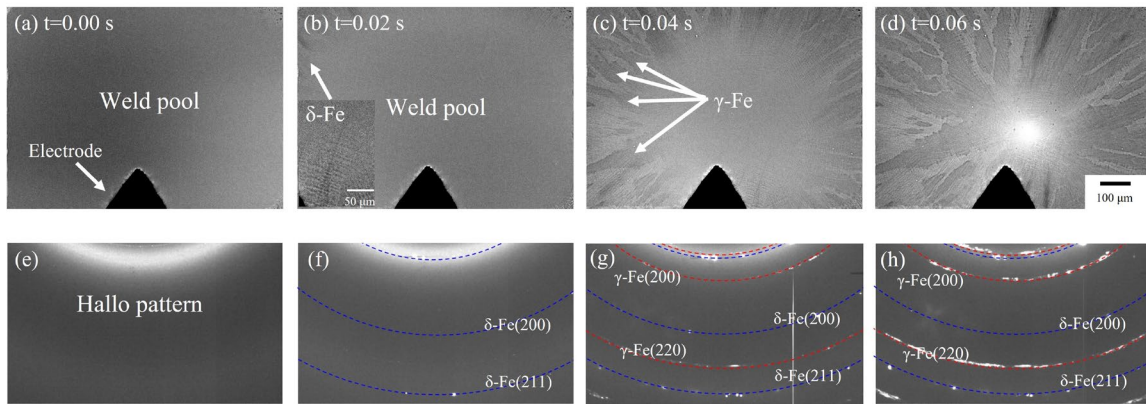 (a) t=0.00 s
Weld pool
Electrode
(b) t=0.02 s
δ-Fe
Weld pool
50 μm
(c) t=0.04 s
γ-Fe
(d) t=0.06 s
100 μm
(e)
Hallo pattern
(f)
δ-Fe(200)
δ-Fe(211)
(g)
γ-Fe(200)
δ-Fe(200)
γ-Fe(220)
δ-Fe(211)
(h)
γ-Fe(200)
δ-Fe(200)
γ-Fe(220)
δ-Fe(211)